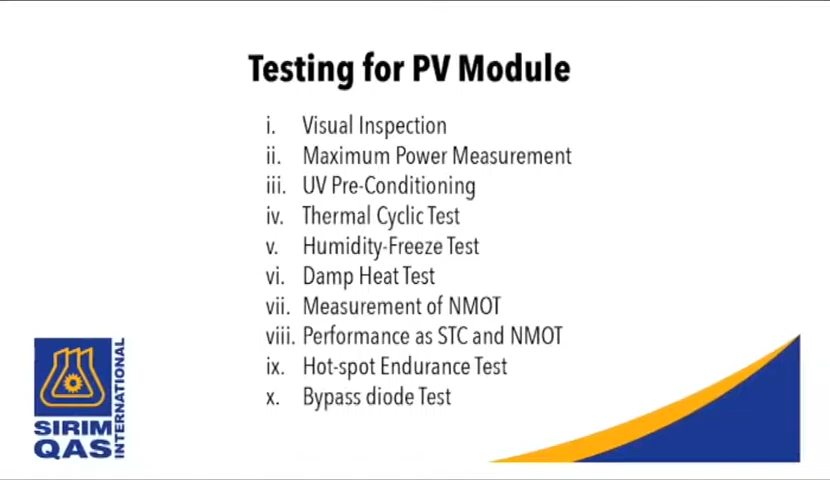 Testing for PV Module
i. Visual Inspection
ii. Maximum Power Measurement
iii. UV Pre-Conditioning
iv. Thermal Cyclic Test
v. Humidity-Freeze Test
vi. Damp Heat Test
vii. Measurement of NMOT
viii. Performance as STC and NMOT
ix. Hot-spot Endurance Test
x. Bypass diode Test
SIRIM
QAS
INTERNATIONAL